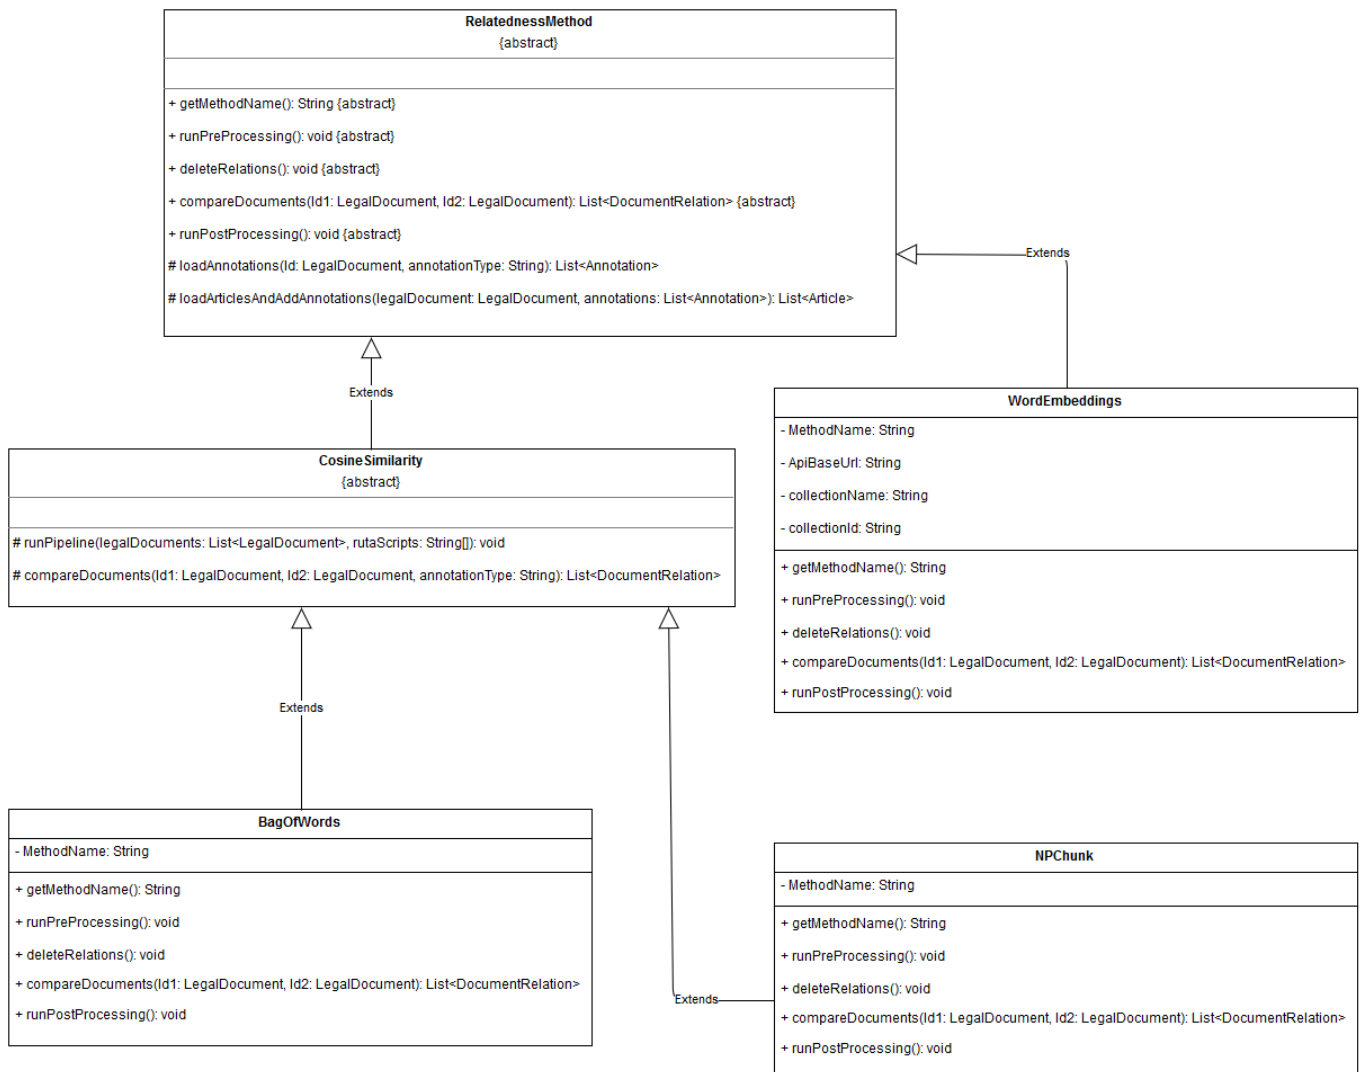 RelatednessMethod
{abstract}
+ getMethodName(): String {abstract}
+ runPreProcessing(): void {abstract}
+ deleteRelations(): void {abstract}
+ compareDocuments(Id1: LegalDocument, Id2: LegalDocument): List<DocumentRelation> {abstract}
+ runPostProcessing(): void {abstract}
# loadAnnotations(Id: LegalDocument, annotationType: String): List<Annotation>
# loadArticlesAndAddAnnotations(legalDocument: LegalDocument, annotations: List<Annotation>): List<Article>
Extends
Extends
WordEmbeddings
- MethodName: String
- ApiBaseUrl: String
- collectionName: String
- collectionId: String
+ getMethodName(): String
+ runPreProcessing(): void
+ deleteRelations(): void
+ compareDocuments(Id1: LegalDocument, Id2: LegalDocument): List<DocumentRelation>
+ runPostProcessing(): void
CosineSimilarity
{abstract}
# runPipeline(legalDocuments: List<LegalDocument>, rutaScripts: String[]): void
# compareDocuments(Id1: LegalDocument, Id2: LegalDocument, annotationType: String): List<DocumentRelation>
Extends
BagOfWords
- MethodName: String
+ getMethodName(): String
+ runPreProcessing(): void
+ deleteRelations(): void
+ compareDocuments(Id1: LegalDocument, Id2: LegalDocument): List<DocumentRelation>
+ runPostProcessing(): void
Extends
NPChunk
- MethodName: String
+ getMethodName(): String
+ runPreProcessing(): void
+ deleteRelations(): void
+ compareDocuments(Id1: LegalDocument, Id2: LegalDocument): List<DocumentRelation>
+ runPostProcessing(): void